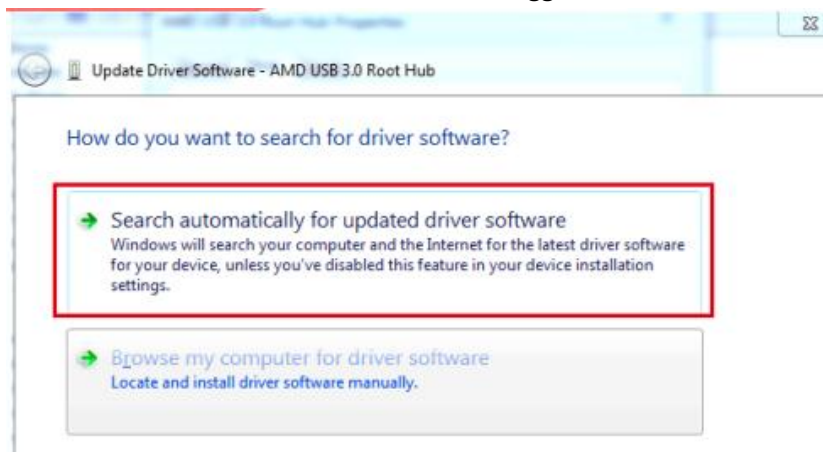 Update Driver Software - AMD USB 3.0 Root Hub
How do you want to search for driver software?
Search automatically for updated driver software
Windows will search your computer and the Internet for the latest driver software
for your device, unless you've disabled this feature in your device installation
settings.
Browse my computer for driver software
Locate and install driver software manually.